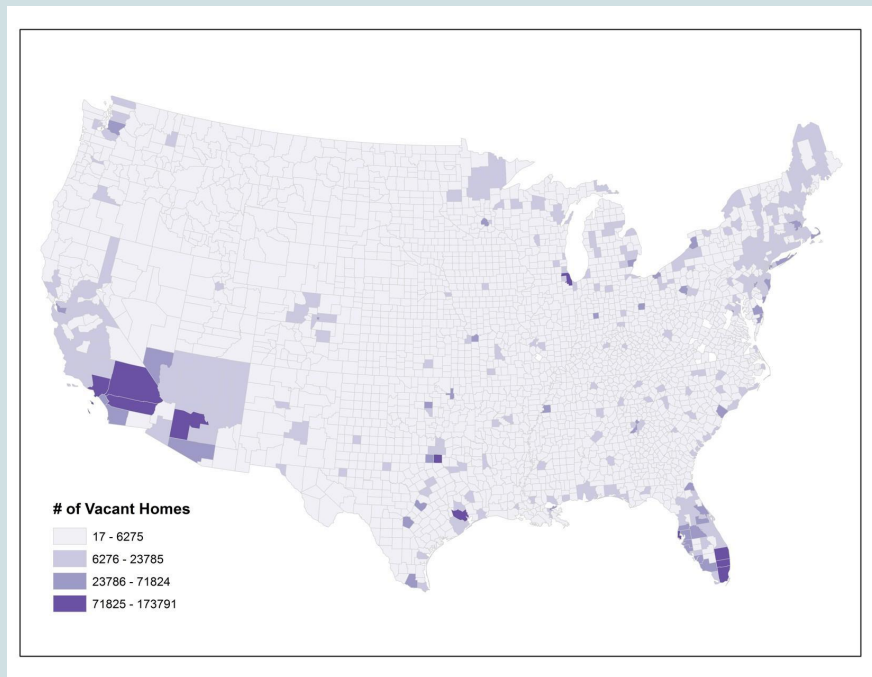 # of Vacant Homes
17 - 6275
6276 - 23785
23786 - 71824
71825 - 173791